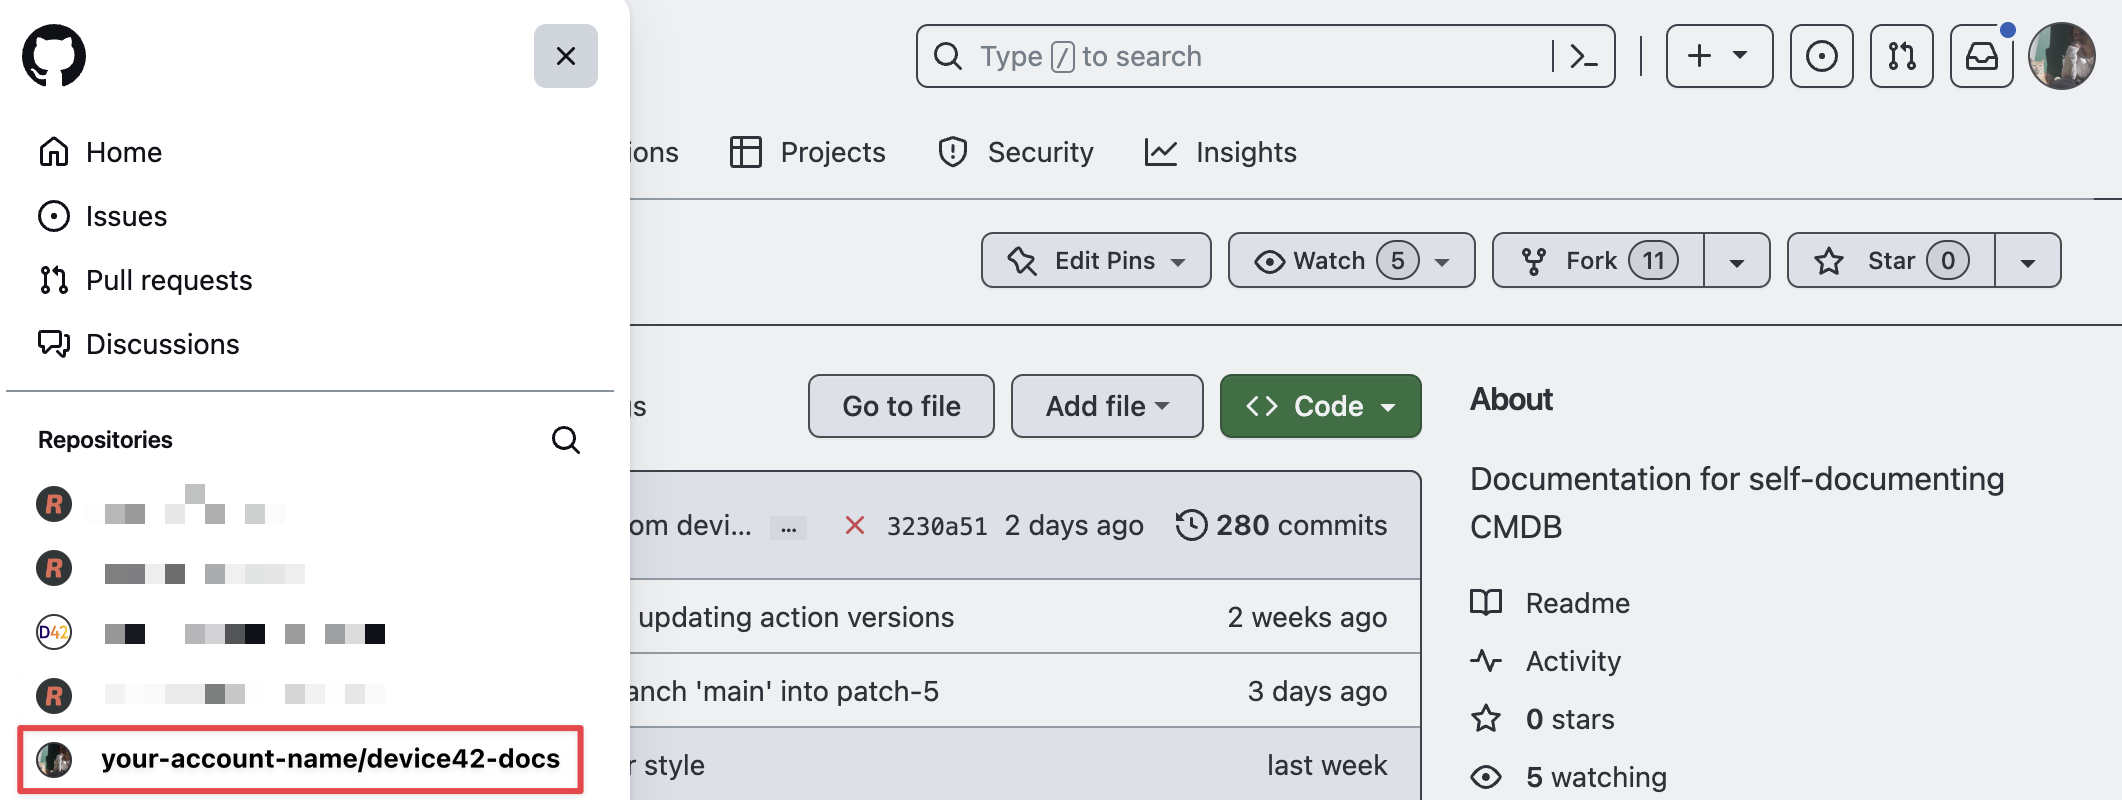 Home
Issues
Pull requests
Discussions
Repositories
R
R
D42
R
your-account-name/device42-docs
Type / to search
ions
Projects
Security
Insights
Edit Pins
Watch 5
Fork 11
Star 0
gs
Go to file
Add file
Code
om devi... ... 3230a51 2 days ago 280 commits
updating action versions 2 weeks ago
anch 'main' into patch-5 3 days ago
r style last week
About
Documentation for self-documenting
CMDB
Readme
Activity
0 stars
5 watching